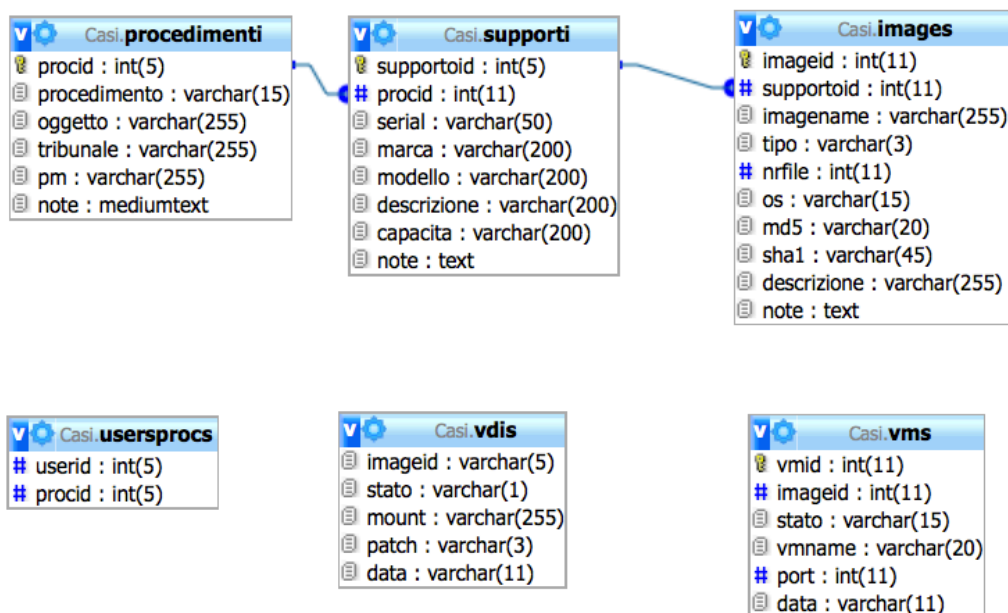 Casi.procedimenti
procid : int(5)
procedimento : varchar(15)
oggetto : varchar(255)
tribunale : varchar(255)
pm : varchar(255)
note : mediumtext
Casi.supporti
supportoid : int(5)
# procid : int(11)
serial : varchar(50)
marca : varchar(200)
modello : varchar(200)
descrizione : varchar(200)
capacita : varchar(200)
note : text
Casi.images
imageid : int(11)
# supportoid : int(11)
imagename : varchar(255)
tipo : varchar(3)
# nrfile : int(11)
os : varchar(15)
md5 : varchar(20)
sha1 : varchar(45)
descrizione : varchar(255)
note : text
Casi.usersprocs
# userid : int(5)
# procid : int(5)
Casi.vdis
imageid : varchar(5)
stato : varchar(1)
mount : varchar(255)
patch : varchar(3)
data : varchar(11)
Casi.vms
vmid : int(11)
# imageid : int(11)
stato : varchar(15)
vmname : varchar(20)
# port : int(11)
data : varchar(11)